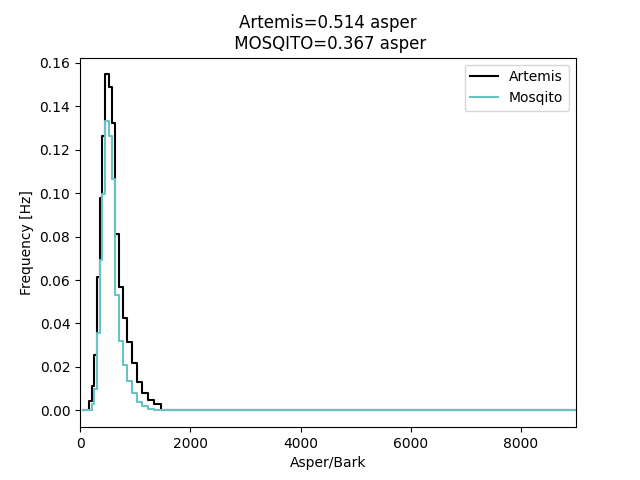 Artemis=0.514 asper
MOSQITO=0.367 asper
Artemis
Mosqito
Frequency [Hz]
0.16
0.14
0.12
0.10
0.08
0.06
0.04
0.02
0.00
0
2000
4000
6000
8000
Asper/Bark